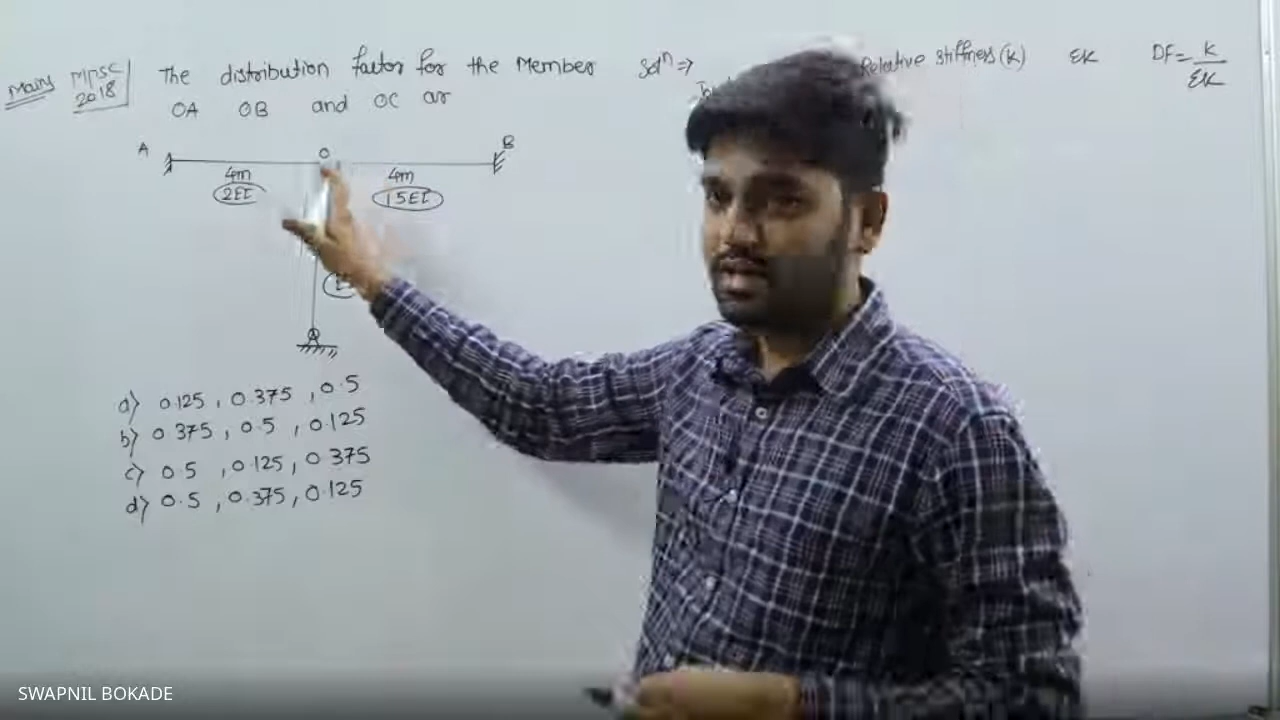 Mains MPSC 2018 The distribution factor for the Member Solⁿ ⇒ Relative stiffness (k) ΣK DF = K/ΣK
OA OB and OC ar
A O B
4m 4m
2EI 1.5EI
a) 0.125 , 0.375 , 0.5
b) 0.375 , 0.5 , 0.125
c) 0.5 , 0.125 , 0.375
d) 0.5 , 0.375 , 0.125
SWAPNIL BOKADE